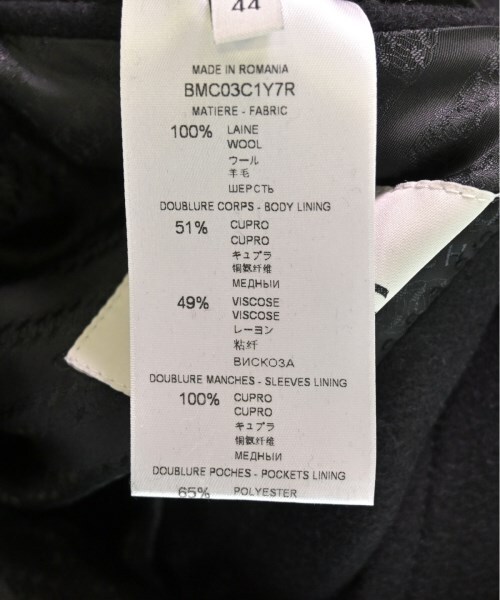 44
MADE IN ROMANIA
BMC03C1Y7R
MATIERE - FABRIC
100% LAINE
WOOL
ウール
羊毛
ШЕРСТЬ
DOUBLURE CORPS - BODY LINING
51% CUPRO
CUPRO
キュプラ
铜氨纤维
МЕДНЫЙ
49% VISCOSE
VISCOSE
レーヨン
粘纤
ВИСКОЗА
DOUBLURE MANCHES - SLEEVES LINING
100% CUPRO
CUPRO
キュプラ
铜氨纤维
МЕДНЫЙ
DOUBLURE POCHES - POCKETS LINING
65% POLYESTER